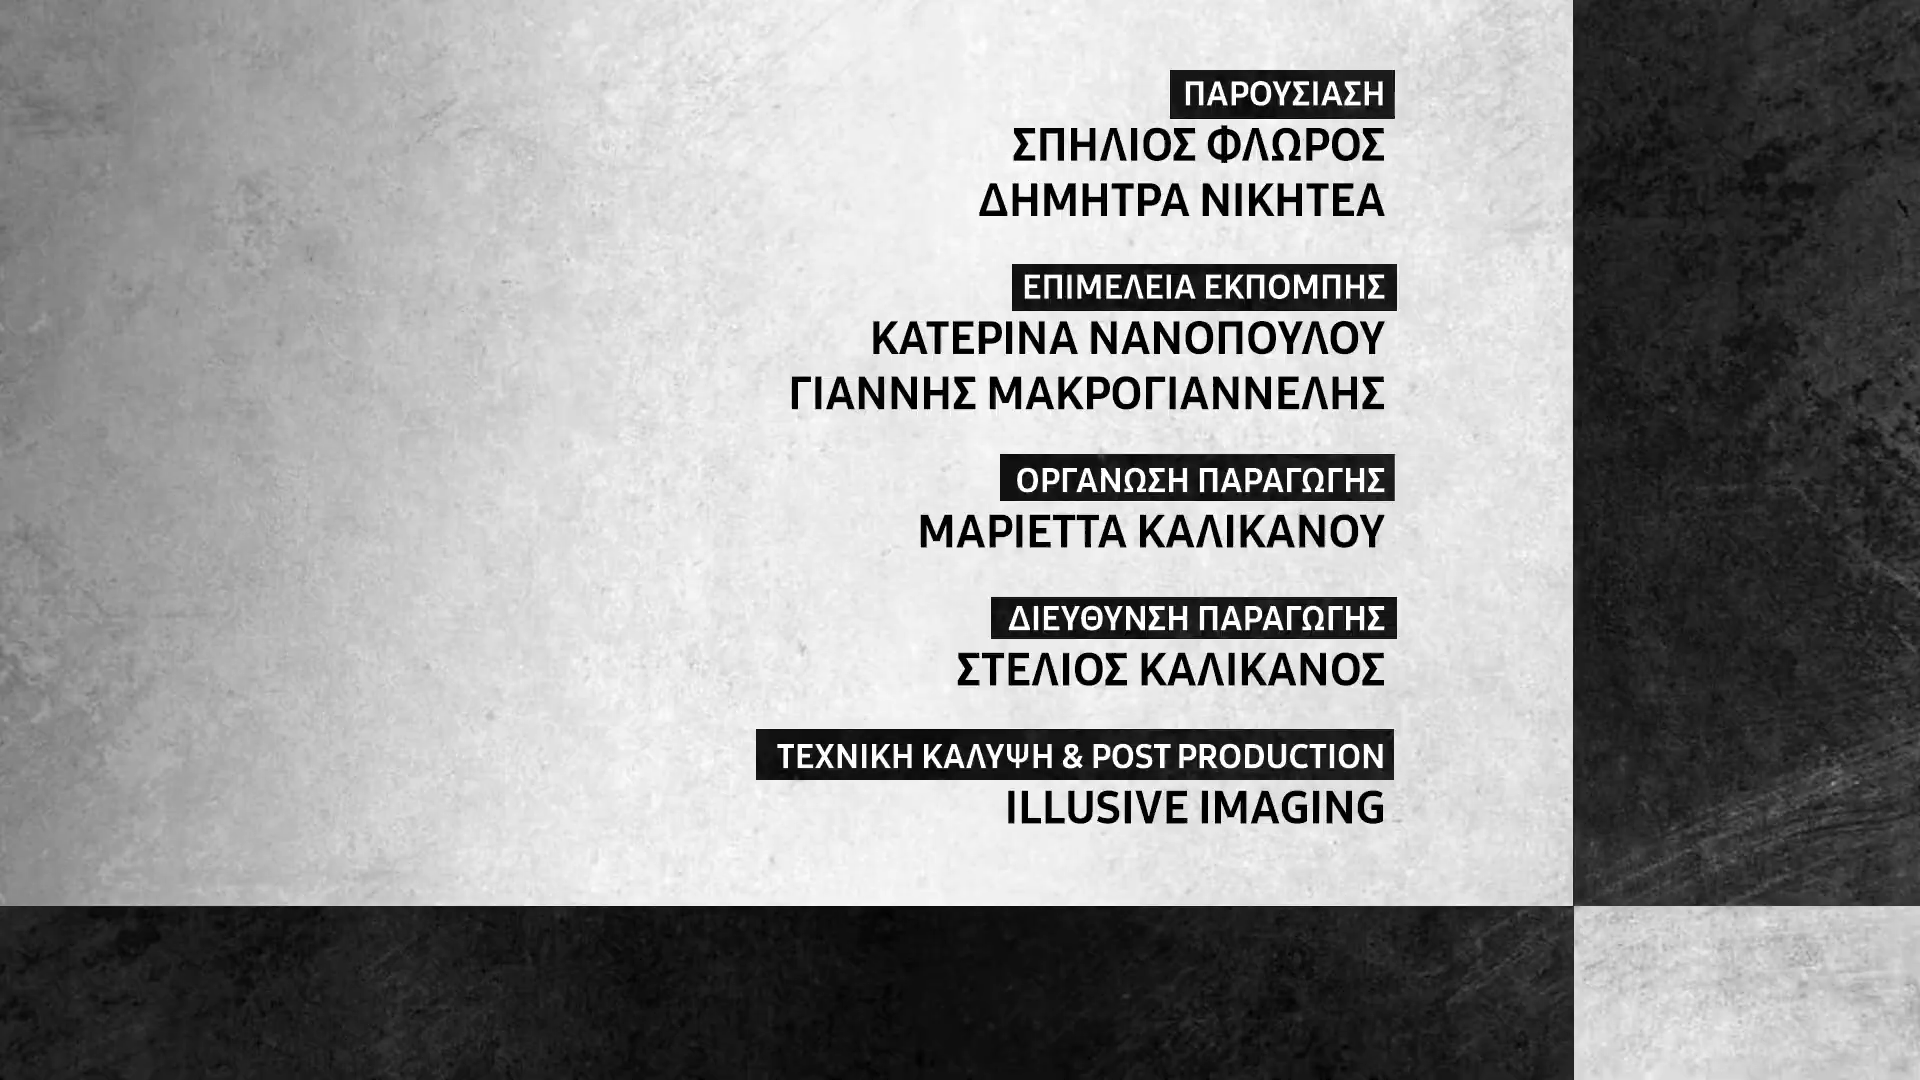 ΠΑΡΟΥΣΙΑΣΗ
ΣΠΗΛΙΟΣ ΦΛΩΡΟΣ
ΔΗΜΗΤΡΑ ΝΙΚΗΤΕΑ
ΕΠΙΜΕΛΕΙΑ ΕΚΠΟΜΠΗΣ
ΚΑΤΕΡΙΝΑ ΝΑΝΟΠΟΥΛΟΥ
ΓΙΑΝΝΗΣ ΜΑΚΡΟΓΙΑΝΝΕΛΗΣ
ΟΡΓΑΝΩΣΗ ΠΑΡΑΓΩΓΗΣ
ΜΑΡΙΕΤΤΑ ΚΑΛΙΚΑΝΟΥ
ΔΙΕΥΘΥΝΣΗ ΠΑΡΑΓΩΓΗΣ
ΣΤΕΛΙΟΣ ΚΑΛΙΚΑΝΟΣ
ΤΕΧΝΙΚΗ ΚΑΛΥΨΗ & POST PRODUCTION
ILLUSIVE IMAGING